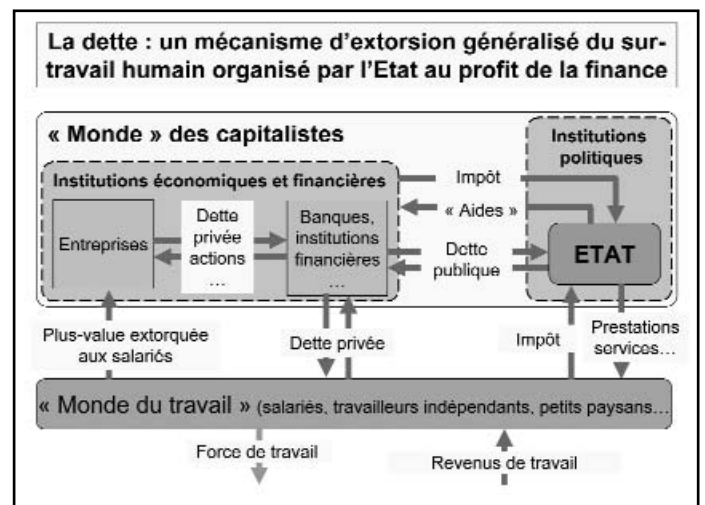 La dette : un mécanisme d’extorsion généralisé du sur-
travail humain organisé par l’Etat au profit de la finance
« Monde » des capitalistes
Institutions
politiques
Institutions économiques et financières
Impôt
« Aides »
Entreprises
Dette
privée
actions
…
Banques,
institutions
financières
…
Dette
publique
ETAT
Plus-value extorquée
aux salariés
Dette privée
Impôt
Prestations
services…
« Monde du travail » (salariés, travailleurs indépendants, petits paysans…
Force de travail
Revenus de travail